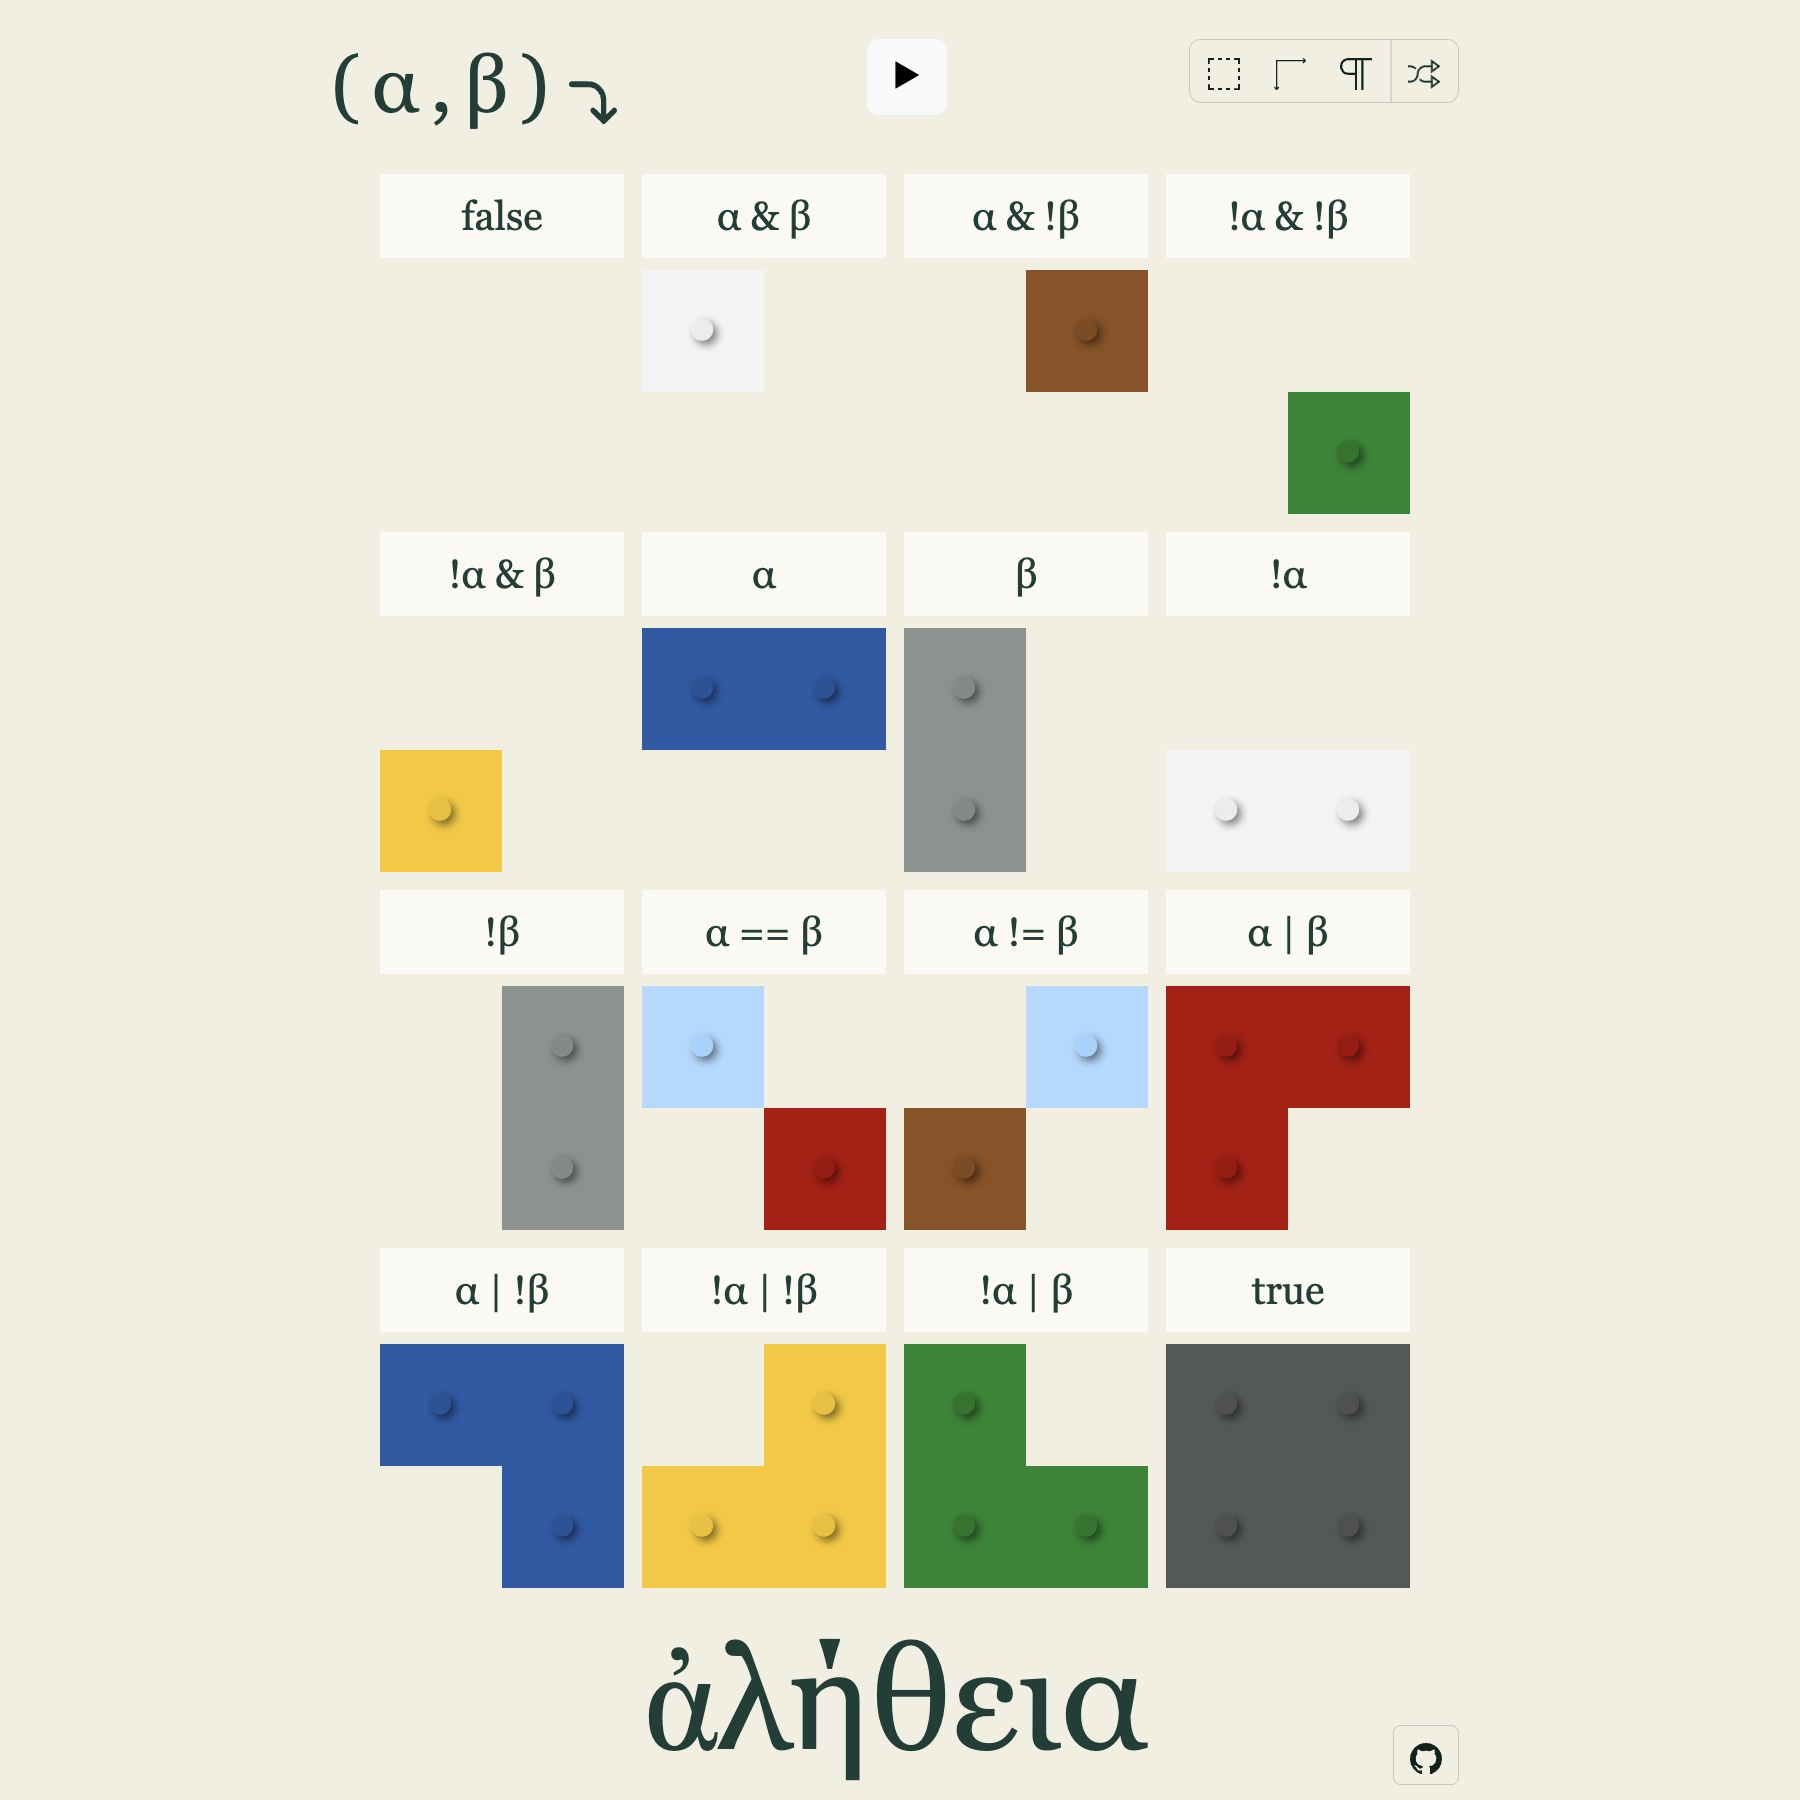 (α,β)
false
α & β
α & !β
!α & !β
!α & β
α
β
!α
!β
α == β
α != β
α | β
α | !β
!α | !β
!α | β
true
ἀλήθεια